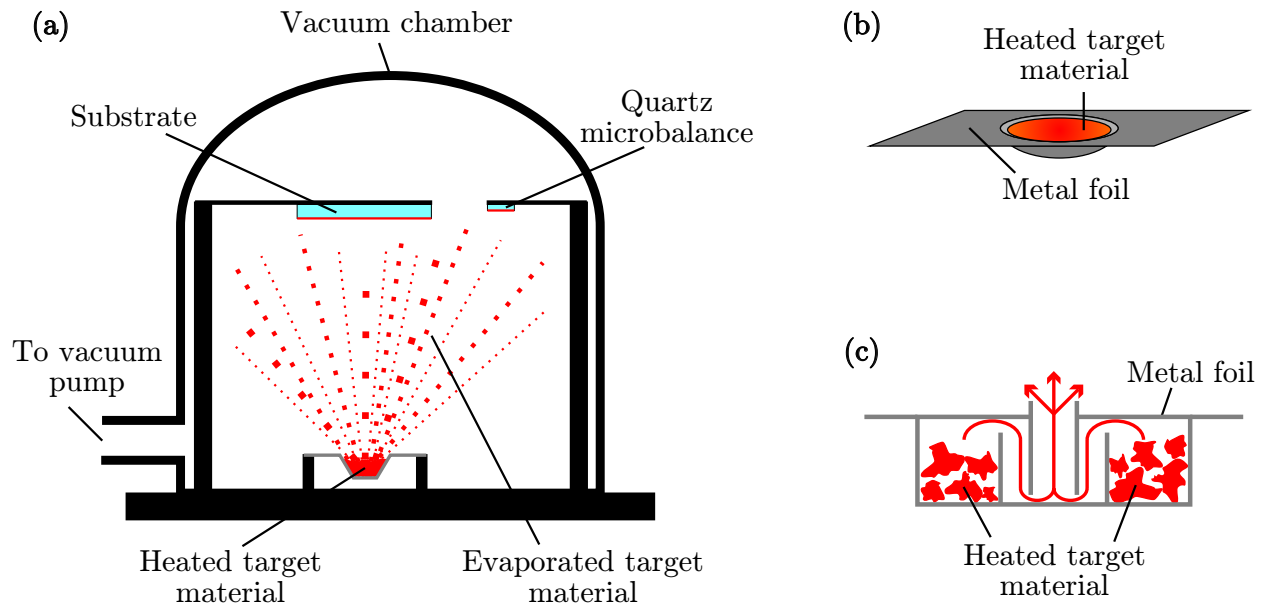 (a)
Vacuum chamber
Substrate
Quartz
microbalance
To vacuum
pump
Heated target
material
Evaporated target
material
(b)
Heated target
material
Metal foil
(c)
Metal foil
Heated target
material